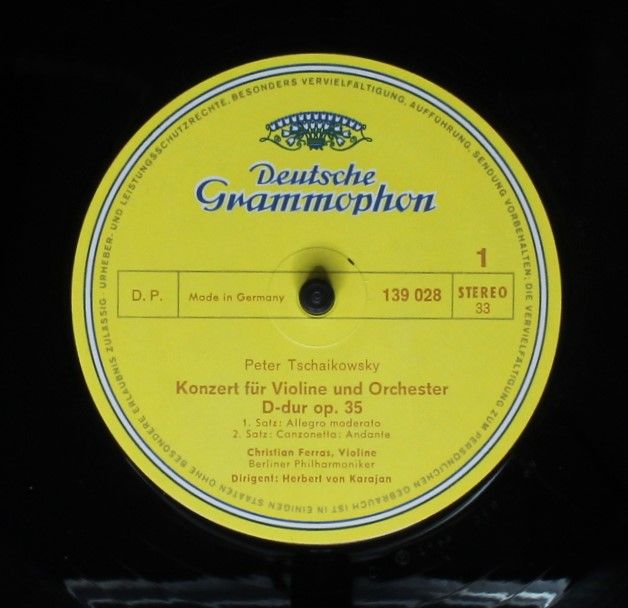 Deutsche
Grammophon
1
D. P.
Made in Germany
139 028
STEREO
33
Peter Tschaikowsky
Konzert für Violine und Orchester
D-dur op. 35
1. Satz: Allegro moderato
2. Satz: Canzonetta: Andante
Christian Ferras, Violine
Berliner Philharmoniker
Dirigent: Herbert von Karajan
URHEBER- UND LEISTUNGSSCHUTZRECHTE, BESONDERS VERVIELFÄLTIGUNG, AUFFÜHRUNG, SENDUNG VORBEHALTEN. DIE VERVIELFÄLTIGUNG ZUM PERSÖNLICHEN GEBRAUCH IST IN EINIGEN STAATEN OHNE BESONDERE ERLAUBNIS ZULÄSSIG ·